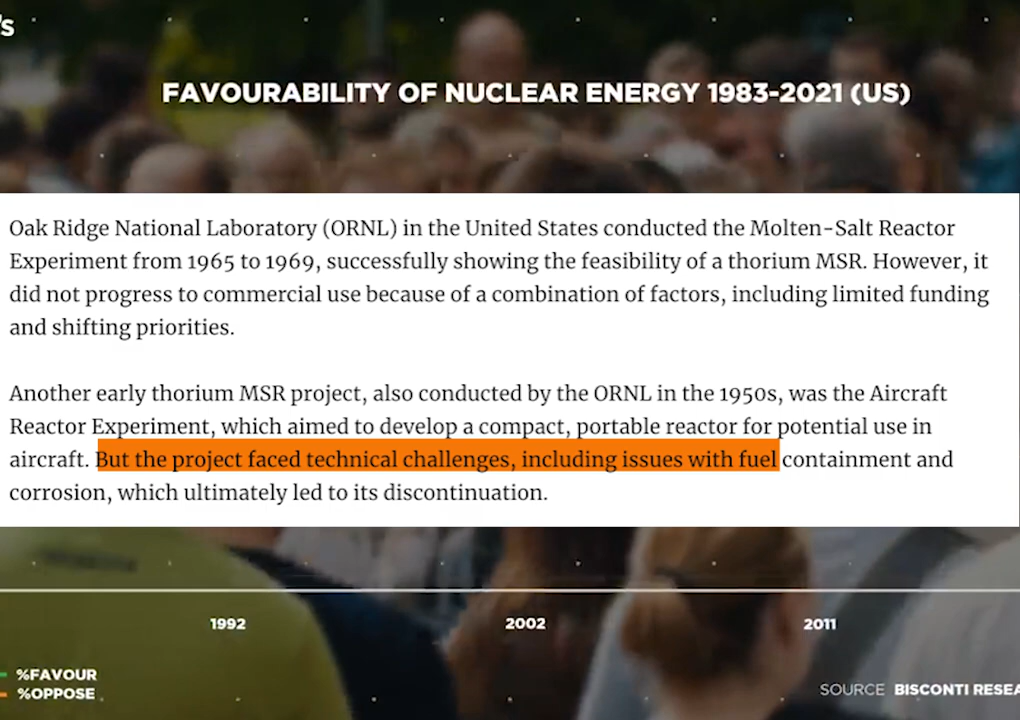 's
FAVOURABILITY OF NUCLEAR ENERGY 1983-2021 (US)
Oak Ridge National Laboratory (ORNL) in the United States conducted the Molten-Salt Reactor
Experiment from 1965 to 1969, successfully showing the feasibility of a thorium MSR. However, it
did not progress to commercial use because of a combination of factors, including limited funding
and shifting priorities.
Another early thorium MSR project, also conducted by the ORNL in the 1950s, was the Aircraft
Reactor Experiment, which aimed to develop a compact, portable reactor for potential use in
aircraft. But the project faced technical challenges, including issues with fuel containment and
corrosion, which ultimately led to its discontinuation.
1992 2002 2011
%FAVOUR
%OPPOSE
SOURCE BISCONTI RESEA